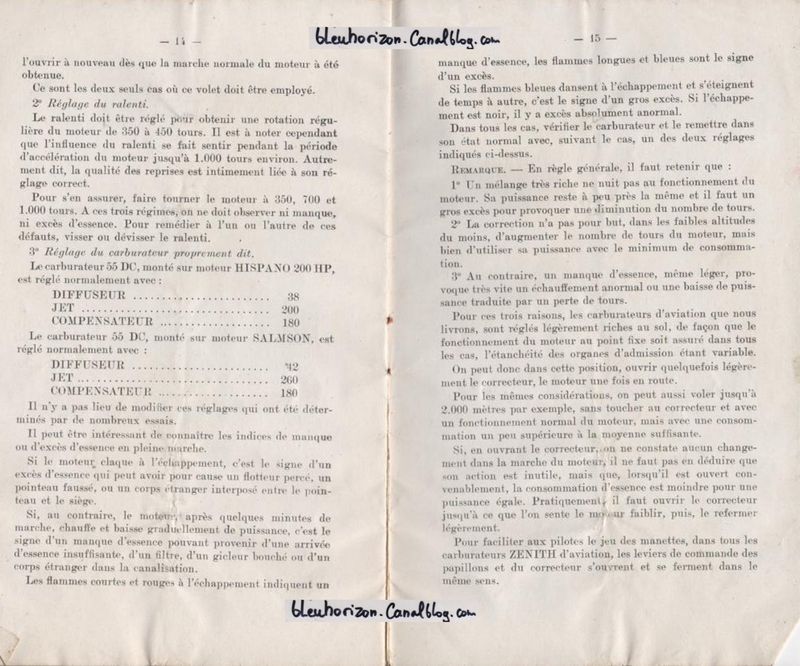 bleuhorizon.Canalblog.com
— 14 —
l'ouvrir à nouveau dès que la marche normale du moteur à été
obtenue.
Ce sont les deux seuls cas où ce volet doit être employé.
2° Réglage du ralenti.
Le ralenti doit être réglé pour obtenir une rotation régu-
lière du moteur de 350 à 450 tours. Il est à noter cependant
que l'influence du ralenti se fait sentir pendant la période
d'accélération du moteur jusqu'à 1.000 tours environ. Autre-
ment dit, la qualité des reprises est intimement liée à son ré-
glage correct.
Pour s'en assurer, faire tourner le moteur à 350, 700 et
1.000 tours. A ces trois régimes, on ne doit observer ni manque,
ni excès d'essence. Pour remédier à l'un ou l'autre de ces
défauts, visser ou dévisser le ralenti.
3° Réglage du carburateur proprement dit.
Le carburateur 55 DC, monté sur moteur HISPANO 200 HP,
est réglé normalement avec :
DIFFUSEUR ........................ 38
JET ........................ 200
COMPENSATEUR ........................ 180
Le carburateur 55 DC, monté sur moteur SALMSON, est
réglé normalement avec :
DIFFUSEUR ........................ 42
JET ........................ 260
COMPENSATEUR ........................ 180
Il n'y a pas lieu de modifier ces réglages qui ont été déter-
minés par de nombreux essais.
Il peut être intéressant de connaître les indices de manque
ou d'excès d'essence en pleine marche.
Si le moteur claque à l'échappement, c'est le signe d'un
excès d'essence qui peut avoir pour cause un flotteur percé, un
pointeau faussé, ou un corps étranger interposé entre le poin-
teau et le siège.
Si, au contraire, le moteur, après quelques minutes de
marche, chauffe et baisse graduellement de puissance, c'est le
signe d'un manque d'essence pouvant provenir d'une arrivée
d'essence insuffisante, d'un filtre, d'un gicleur bouché ou d'un
corps étranger dans la canalisation.
Les flammes courtes et rouges à l'échappement indiquent un
— 15 —
manque d'essence, les flammes longues et bleues sont le signe
d'un excès.
Si les flammes bleues dansent à l'échappement et s'éteignent
de temps à autre, c'est le signe d'un gros excès. Si l'échappe-
ment est noir, il y a excès absolument anormal.
Dans tous les cas, vérifier le carburateur et le remettre dans
son état normal avec, suivant le cas, un des deux réglages
indiqués ci-dessus.
REMARQUE. — En règle générale, il faut retenir que :
1° Un mélange très riche ne nuit pas au fonctionnement du
moteur. Sa puissance reste à peu près la même et il faut un
gros excès pour provoquer une diminution du nombre de tours.
2° La correction n'a pas pour but, dans les faibles altitudes
du moins, d'augmenter le nombre de tours du moteur, mais
bien d'utiliser sa puissance avec le minimum de consomma-
tion.
3° Au contraire, un manque d'essence, même léger, pro-
voque très vite un échauffement anormal ou une baisse de puis-
sance traduite par un perte de tours.
Pour ces trois raisons, les carburateurs d'aviation que nous
livrons, sont réglés légèrement riches au sol, de façon que le
fonctionnement du moteur au point fixe soit assuré dans tous
les cas, l'étanchéité des organes d'admission étant variable.
On peut donc dans cette position, ouvrir quelquefois légère-
ment le correcteur, le moteur une fois en route.
Pour les mêmes considérations, on peut aussi voler jusqu'à
2.000 mètres par exemple, sans toucher au correcteur et avec
un fonctionnement normal du moteur, mais avec une consom-
mation un peu supérieure à la moyenne suffisante.
Si, en ouvrant le correcteur, on ne constate aucun change-
ment dans la marche du moteur, il ne faut pas en déduire que
son action est inutile, mais que, lorsqu'il est ouvert con-
venablement, la consommation d'essence est moindre pour une
puissance égale. Pratiquement, il faut ouvrir le correcteur
jusqu'à ce que l'on sente le moteur faiblir, puis, le refermer
légèrement.
Pour faciliter aux pilotes le jeu des manettes, dans tous les
carburateurs ZENITH d'aviation, les leviers de commande des
papillons et du correcteur s'ouvrent et se ferment dans le
même sens.
bleuhorizon.Canalblog.com